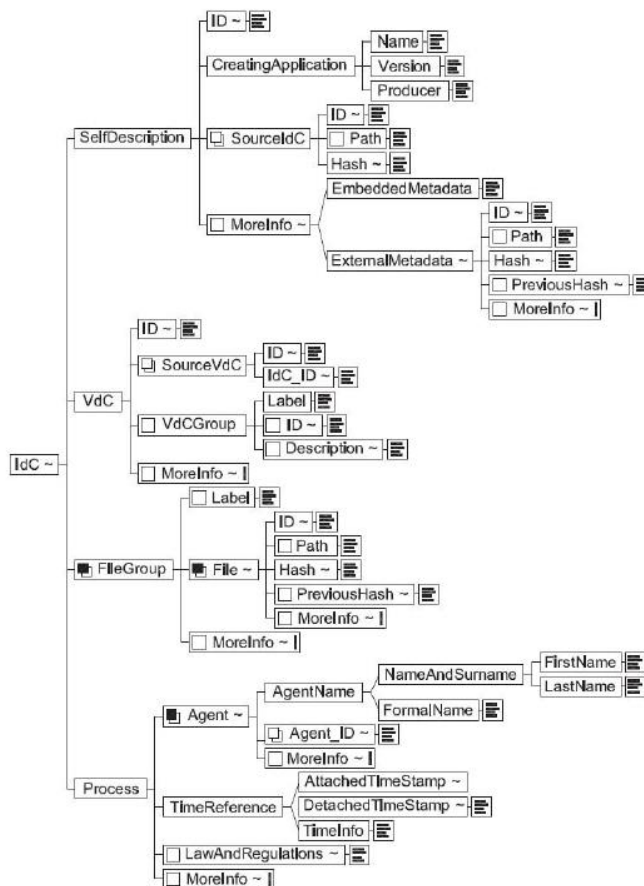 ID ~
CreatingApplication
Name
Version
Producer
SelfDescription
SourceIdC
ID ~
Path
Hash ~
MoreInfo ~
EmbeddedMetadata
ExternalMetadata ~
ID ~
Path
Hash ~
PreviousHash ~
MoreInfo ~
IdC ~
VdC
ID ~
SourceVdC
ID ~
IdC_ID ~
VdCGroup
Label
ID ~
Description ~
MoreInfo ~
FileGroup
Label
File ~
ID ~
Path
Hash ~
PreviousHash ~
MoreInfo ~
MoreInfo ~
Process
Agent ~
AgentName
NameAndSurname
FirstName
LastName
FormalName
Agent_ID ~
MoreInfo ~
TimeReference
AttachedTimeStamp ~
DetachedTimeStamp ~
TimeInfo
LawAndRegulations ~
MoreInfo ~